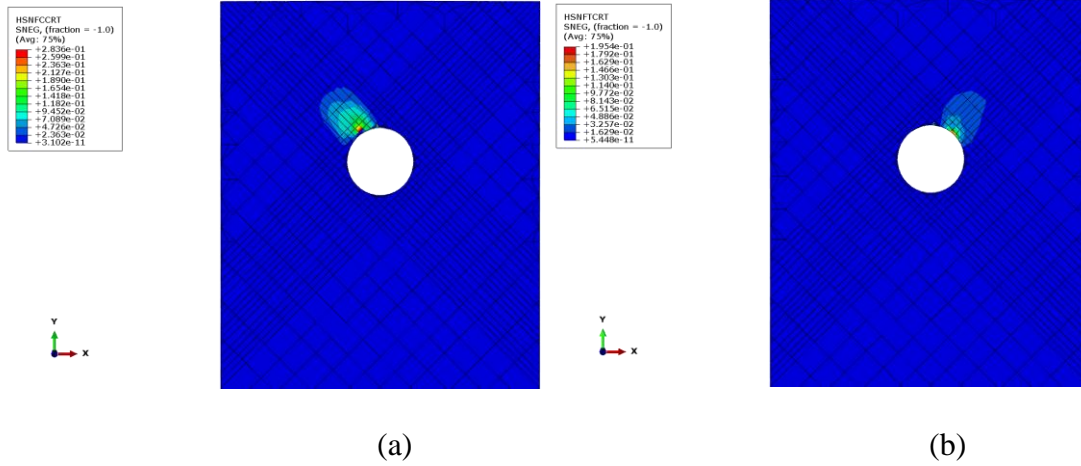 HSNFCCRT
SNEG, (fraction = -1.0)
(Avg: 75%)
+2.836e-01
+2.599e-01
+2.363e-01
+2.127e-01
+1.890e-01
+1.654e-01
+1.418e-01
+1.182e-01
+9.452e-02
+7.089e-02
+4.726e-02
+2.363e-02
+3.102e-11
Y
X
(a)
HSNFTCRT
SNEG, (fraction = -1.0)
(Avg: 75%)
+1.954e-01
+1.792e-01
+1.629e-01
+1.466e-01
+1.303e-01
+1.140e-01
+9.772e-02
+8.143e-02
+6.515e-02
+4.886e-02
+3.257e-02
+1.629e-02
+5.448e-11
Y
X
(b)